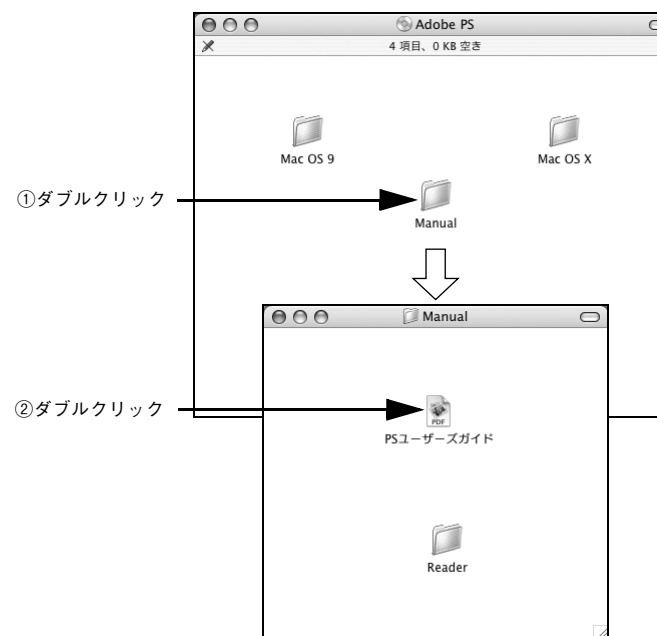 Adobe PS
4 項目、0 KB 空き
Mac OS 9
Mac OS X
①ダブルクリック
Manual
Manual
②ダブルクリック
PDF
PSユーザーズガイド
Reader